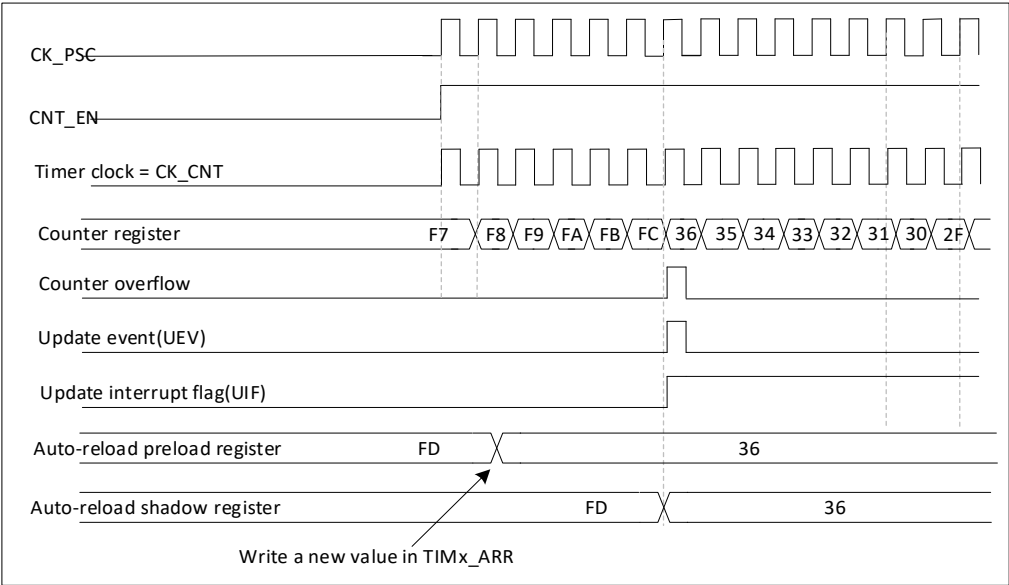 CK_PSC
CNT_EN
Timer clock = CK_CNT
Counter register F7 F8 F9 FA FB FC 36 35 34 33 32 31 30 2F
Counter overflow
Update event(UEV)
Update interrupt flag(UIF)
Auto-reload preload register FD 36
Auto-reload shadow register FD 36
Write a new value in TIMx_ARR